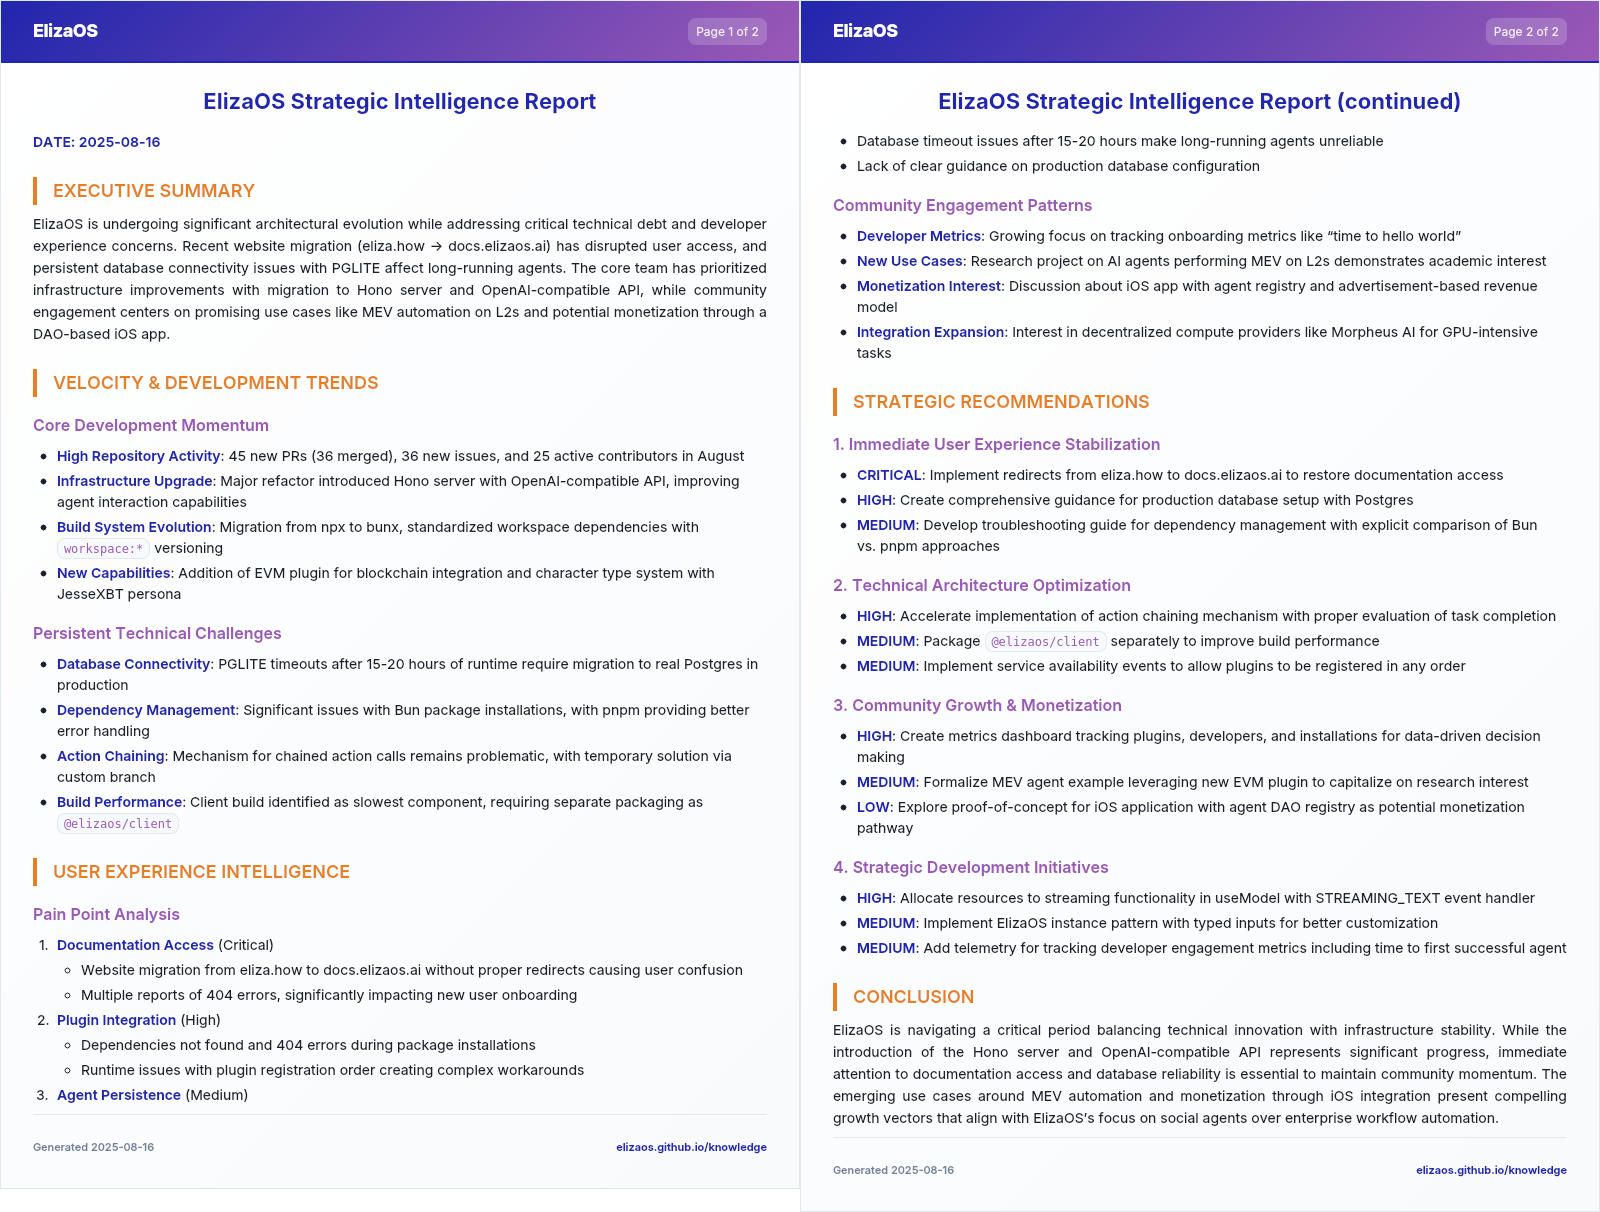 ElizaOS
Page 1 of 2
ElizaOS Strategic Intelligence Report
DATE: 2025-08-16
EXECUTIVE SUMMARY
ElizaOS is undergoing significant architectural evolution while addressing critical technical debt and developer
experience concerns. Recent website migration (eliza.how → docs.elizaos.ai) has disrupted user access, and
persistent database connectivity issues with PGLITE affect long-running agents. The core team has prioritized
infrastructure improvements with migration to Hono server and OpenAI-compatible API, while community
engagement centers on promising use cases like MEV automation on L2s and potential monetization through a
DAO-based iOS app.
VELOCITY & DEVELOPMENT TRENDS
Core Development Momentum
• High Repository Activity: 45 new PRs (36 merged), 36 new issues, and 25 active contributors in August
• Infrastructure Upgrade: Major refactor introduced Hono server with OpenAI-compatible API, improving
agent interaction capabilities
• Build System Evolution: Migration from npx to bunx, standardized workspace dependencies with
workspace:* versioning
• New Capabilities: Addition of EVM plugin for blockchain integration and character type system with
JesseXBT persona
Persistent Technical Challenges
• Database Connectivity: PGLITE timeouts after 15-20 hours of runtime require migration to real Postgres in
production
• Dependency Management: Significant issues with Bun package installations, with pnpm providing better
error handling
• Action Chaining: Mechanism for chained action calls remains problematic, with temporary solution via
custom branch
• Build Performance: Client build identified as slowest component, requiring separate packaging as
@elizaos/client
USER EXPERIENCE INTELLIGENCE
Pain Point Analysis
1. Documentation Access (Critical)
◦ Website migration from eliza.how to docs.elizaos.ai without proper redirects causing user confusion
◦ Multiple reports of 404 errors, significantly impacting new user onboarding
2. Plugin Integration (High)
◦ Dependencies not found and 404 errors during package installations
◦ Runtime issues with plugin registration order creating complex workarounds
3. Agent Persistence (Medium)
Generated 2025-08-16
elizaos.github.io/knowledge
ElizaOS
Page 2 of 2
ElizaOS Strategic Intelligence Report (continued)
• Database timeout issues after 15-20 hours make long-running agents unreliable
• Lack of clear guidance on production database configuration
Community Engagement Patterns
• Developer Metrics: Growing focus on tracking onboarding metrics like “time to hello world”
• New Use Cases: Research project on AI agents performing MEV on L2s demonstrates academic interest
• Monetization Interest: Discussion about iOS app with agent registry and advertisement-based revenue
model
• Integration Expansion: Interest in decentralized compute providers like Morpheus AI for GPU-intensive
tasks
STRATEGIC RECOMMENDATIONS
1. Immediate User Experience Stabilization
• CRITICAL: Implement redirects from eliza.how to docs.elizaos.ai to restore documentation access
• HIGH: Create comprehensive guidance for production database setup with Postgres
• MEDIUM: Develop troubleshooting guide for dependency management with explicit comparison of Bun
vs. pnpm approaches
2. Technical Architecture Optimization
• HIGH: Accelerate implementation of action chaining mechanism with proper evaluation of task completion
• MEDIUM: Package @elizaos/client separately to improve build performance
• MEDIUM: Implement service availability events to allow plugins to be registered in any order
3. Community Growth & Monetization
• HIGH: Create metrics dashboard tracking plugins, developers, and installations for data-driven decision
making
• MEDIUM: Formalize MEV agent example leveraging new EVM plugin to capitalize on research interest
• LOW: Explore proof-of-concept for iOS application with agent DAO registry as potential monetization
pathway
4. Strategic Development Initiatives
• HIGH: Allocate resources to streaming functionality in useModel with STREAMING_TEXT event handler
• MEDIUM: Implement ElizaOS instance pattern with typed inputs for better customization
• MEDIUM: Add telemetry for tracking developer engagement metrics including time to first successful agent
CONCLUSION
ElizaOS is navigating a critical period balancing technical innovation with infrastructure stability. While the
introduction of the Hono server and OpenAI-compatible API represents significant progress, immediate
attention to documentation access and database reliability is essential to maintain community momentum. The
emerging use cases around MEV automation and monetization through iOS integration present compelling
growth vectors that align with ElizaOS’s focus on social agents over enterprise workflow automation.
Generated 2025-08-16
elizaos.github.io/knowledge